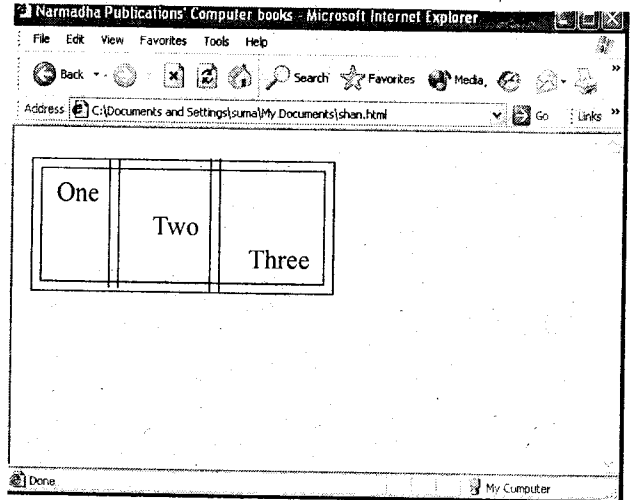 Narmadha Publications' Computer books - Microsoft Internet Explorer
File Edit View Favorites Tools Help
Back Search Favorites Media
Address C:\Documents and Settings\suma\My Documents\shan.html Go Links »
One
Two
Three
Done My Computer